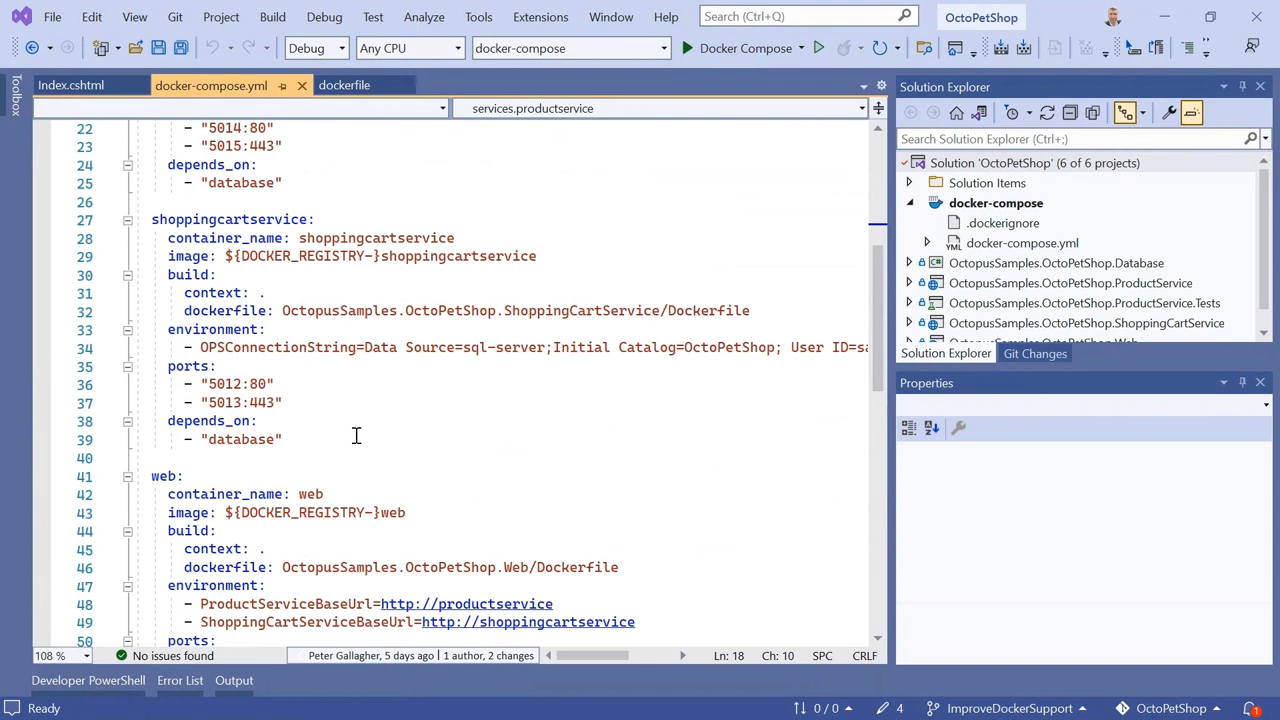 File Edit View Git Project Build Debug Test Analyze Tools Extensions Window Help Search (Ctrl+Q) OctoPetShop
Debug Any CPU docker-compose Docker Compose
Toolbox
Index.cshtml docker-compose.yml dockerfile
services.productservice
22 - "5014:80"
23 - "5015:443"
24 depends_on:
25 - "database"
26
27 shoppingcartservice:
28 container_name: shoppingcartservice
29 image: ${DOCKER_REGISTRY-}shoppingcartservice
30 build:
31 context: .
32 dockerfile: OctopusSamples.OctoPetShop.ShoppingCartService/Dockerfile
33 environment:
34 - OPSConnectionString=Data Source=sql-server;Initial Catalog=OctoPetShop; User ID=sa
35 ports:
36 - "5012:80"
37 - "5013:443"
38 depends_on:
39 - "database"
40
41 web:
42 container_name: web
43 image: ${DOCKER_REGISTRY-}web
44 build:
45 context: .
46 dockerfile: OctopusSamples.OctoPetShop.Web/Dockerfile
47 environment:
48 - ProductServiceBaseUrl=http://productservice
49 - ShoppingCartServiceBaseUrl=http://shoppingcartservice
50 ports:
108 % No issues found Peter Gallagher, 5 days ago | 1 author, 2 changes Ln: 18 Ch: 10 SPC CRLF
Developer PowerShell Error List Output
Solution Explorer
Search Solution Explorer (Ctrl+;)
Solution 'OctoPetShop' (6 of 6 projects)
Solution Items
docker-compose
.dockerignore
YML docker-compose.yml
C# OctopusSamples.OctoPetShop.Database
OctopusSamples.OctoPetShop.ProductService
OctopusSamples.OctoPetShop.ProductService.Tests
OctopusSamples.OctoPetShop.ShoppingCartService
OctopusSamples.OctoPetShop.Web
Solution Explorer Git Changes
Properties
Ready 0 / 0 4 ImproveDockerSupport OctoPetShop 1